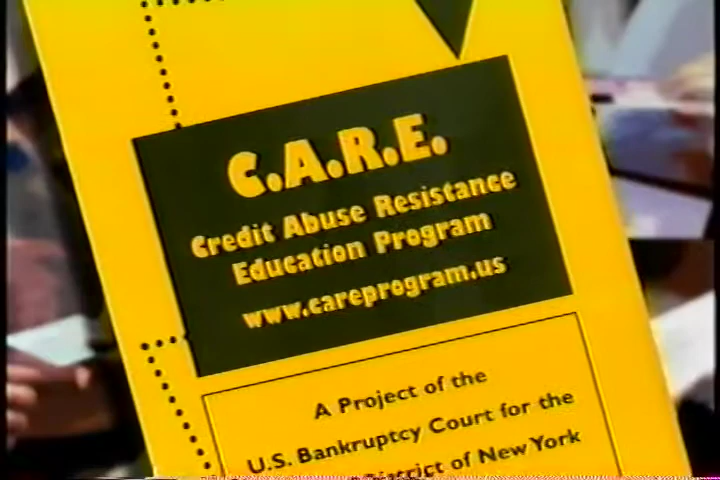 C.A.R.E.
Credit Abuse Resistance
Education Program
www.careprogram.us
A Project of the
U.S. Bankruptcy Court for the
District of New York